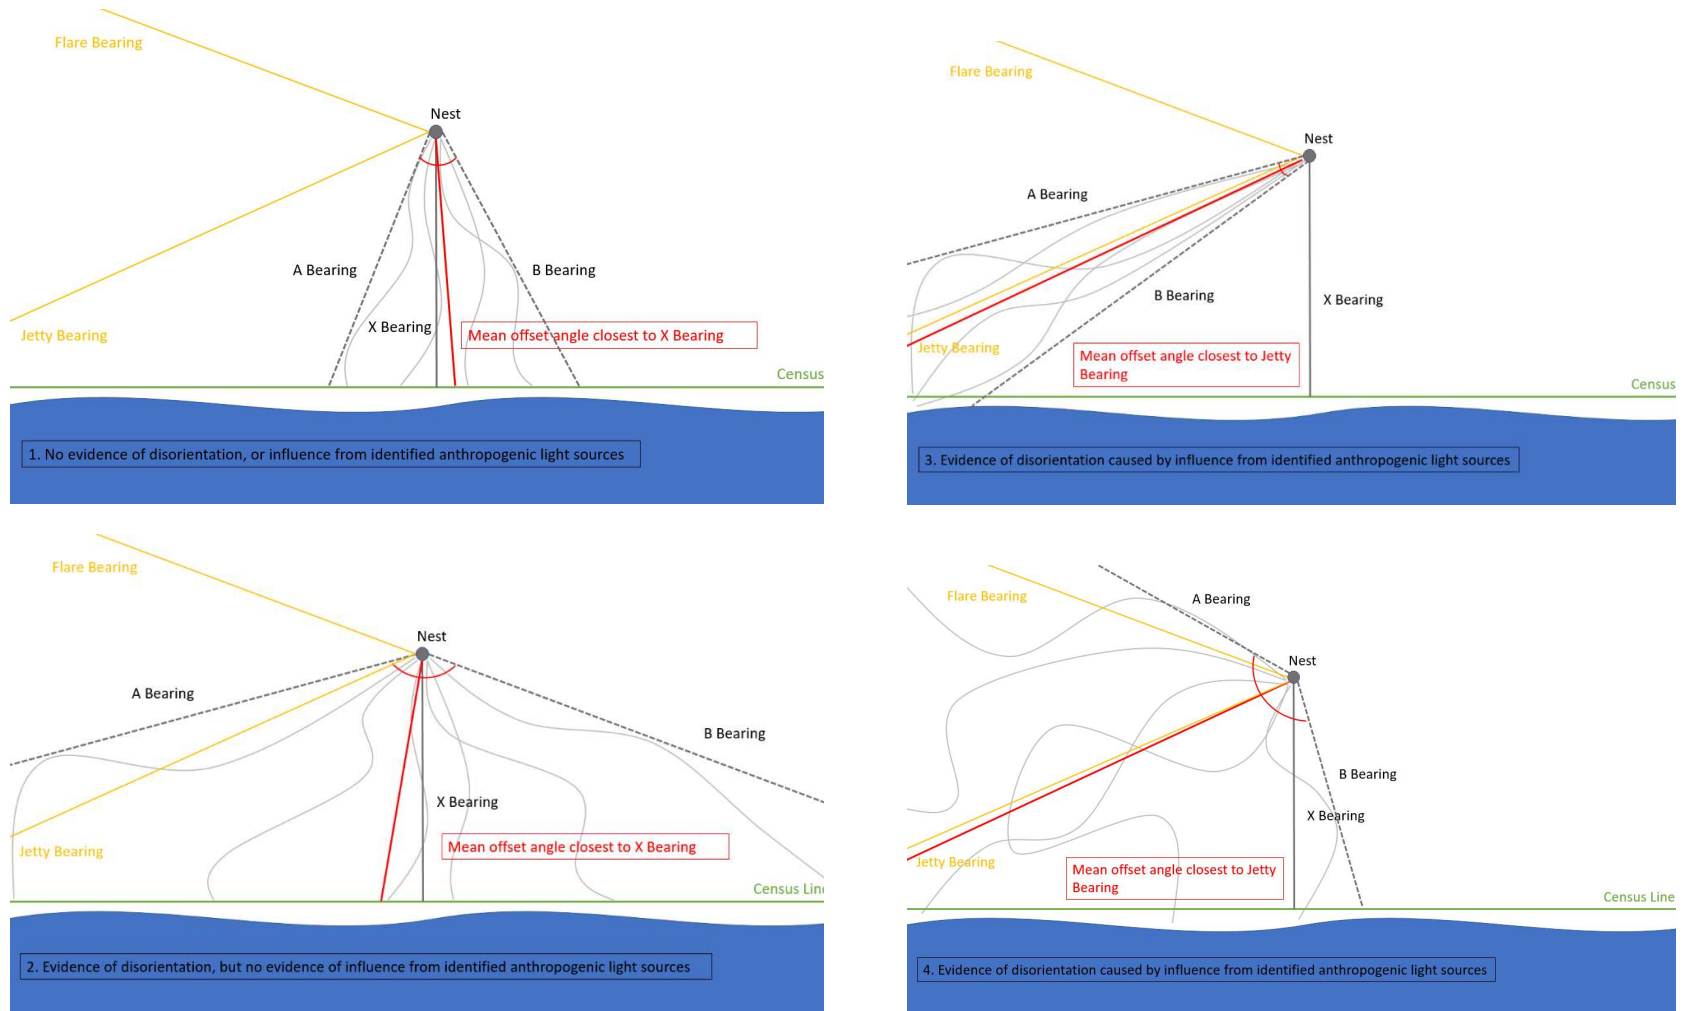 Flare Bearing
Nest
A Bearing
B Bearing
X Bearing
Jetty Bearing
Mean offset angle closest to X Bearing
Census
1. No evidence of disorientation, or influence from identified anthropogenic light sources
Flare Bearing
Nest
A Bearing
B Bearing
X Bearing
Jetty Bearing
Mean offset angle closest to Jetty
Bearing
Census
3. Evidence of disorientation caused by influence from identified anthropogenic light sources
Flare Bearing
Nest
A Bearing
B Bearing
X Bearing
Jetty Bearing
Mean offset angle closest to X Bearing
Census Line
2. Evidence of disorientation, but no evidence of influence from identified anthropogenic light sources
Flare Bearing
A Bearing
Nest
B Bearing
X Bearing
Jetty Bearing
Mean offset angle closest to Jetty
Bearing
Census Line
4. Evidence of disorientation caused by influence from identified anthropogenic light sources